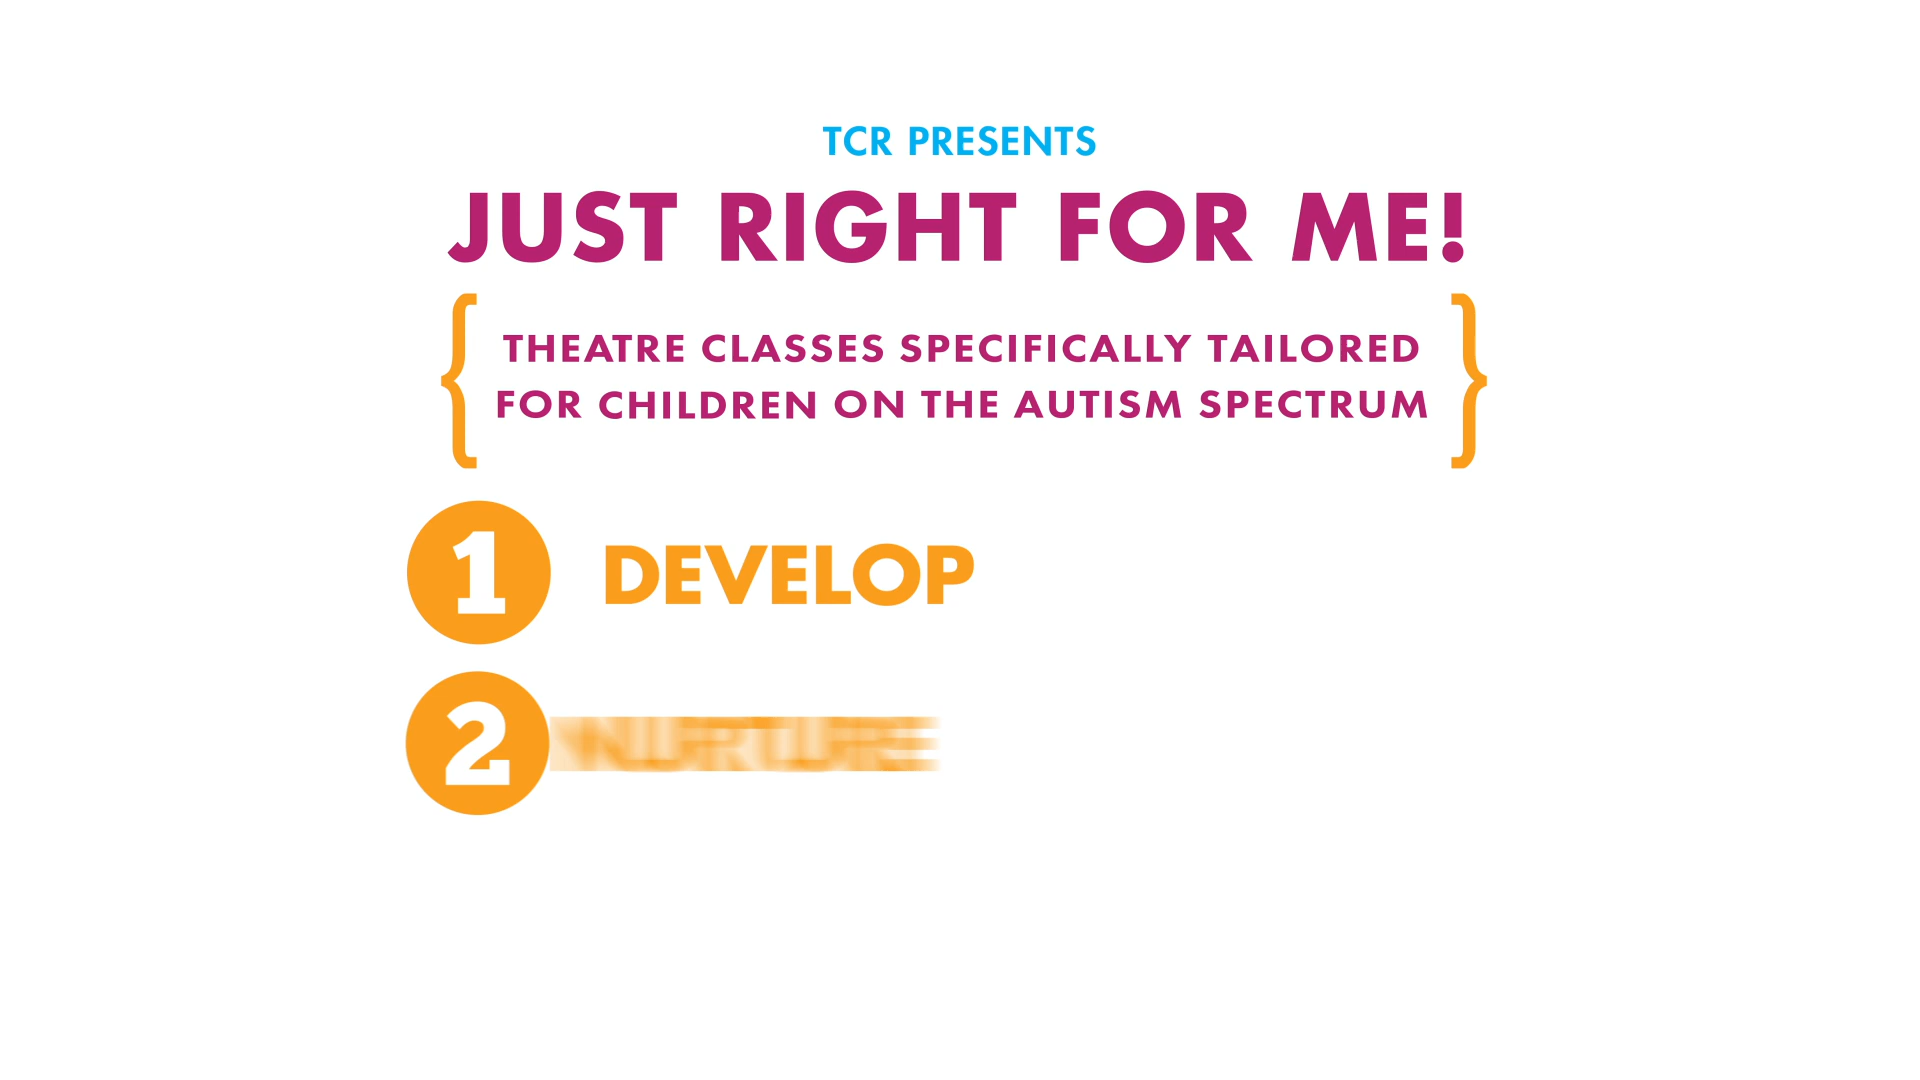 TCR PRESENTS
JUST RIGHT FOR ME!
{ THEATRE CLASSES SPECIFICALLY TAILORED
FOR CHILDREN ON THE AUTISM SPECTRUM }
1 DEVELOP
2 NURTURE